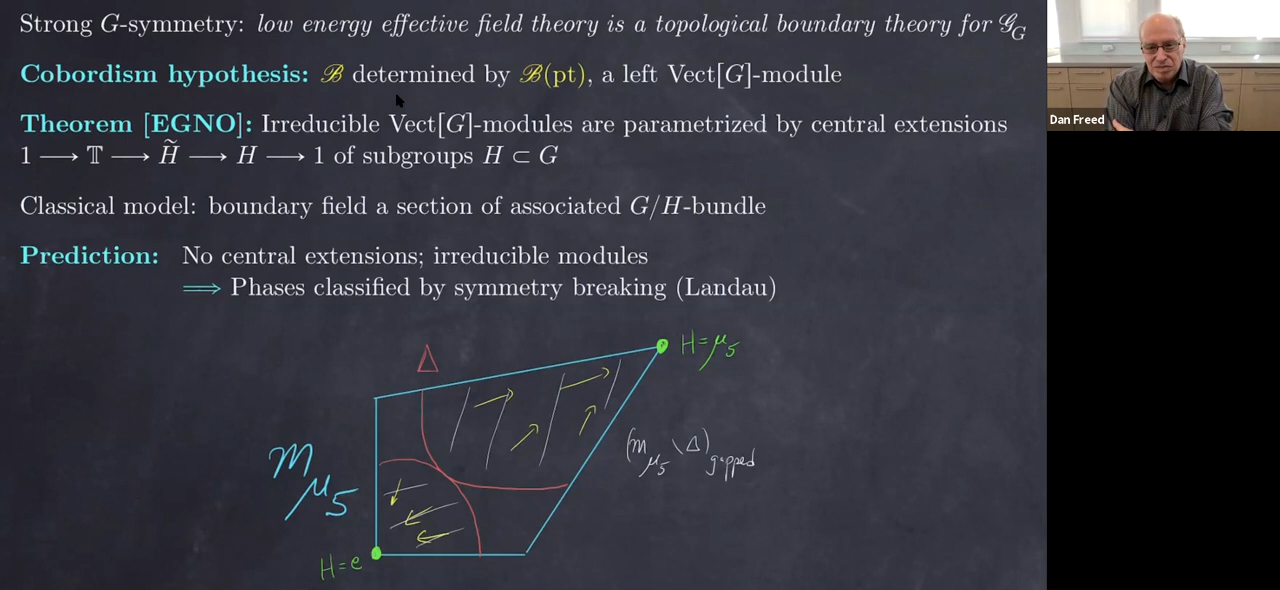 Strong G-symmetry: low energy effective field theory is a topological boundary theory for 𝒢_G
Cobordism hypothesis: ℬ determined by ℬ(pt), a left Vect[G]-module
Theorem [EGNO]: Irreducible Vect[G]-modules are parametrized by central extensions
1 ⟶ 𝕋 ⟶ H̃ ⟶ H ⟶ 1 of subgroups H ⊂ G
Classical model: boundary field a section of associated G/H-bundle
Prediction: No central extensions; irreducible modules
⟹ Phases classified by symmetry breaking (Landau)
Δ
H=μ₅
(m_μ₅ \ Δ)_gapped
m_μ₅
H=e
Dan Freed